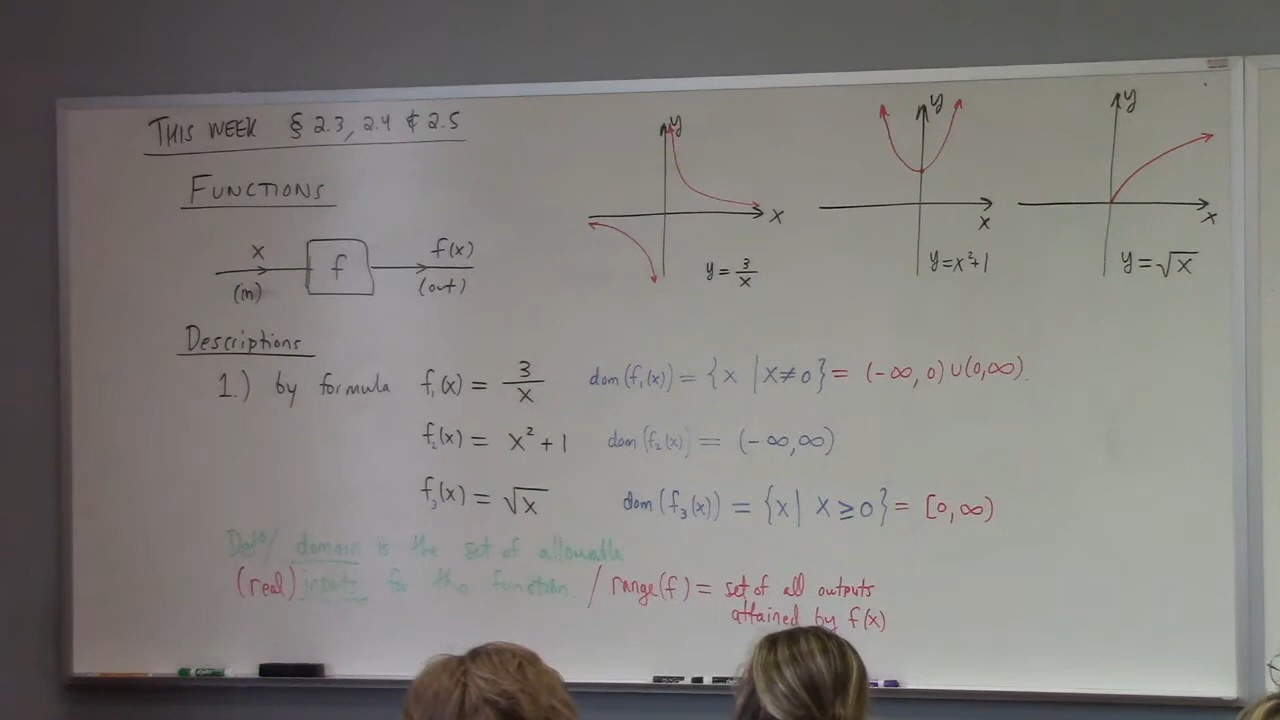 THIS WEEK § 2.3, 2.4 & 2.5
FUNCTIONS
x
(in)
f
f(x)
(out)
y
x
y = 3/x
y
x
y = x²+1
y
x
y = √x
Descriptions
1.) by formula f₁(x) = 3/x dom(f₁(x)) = {x | x≠0} = (-∞, 0) ∪ (0,∞).
f₂(x) = x² + 1 dom(f₂(x)) = (-∞,∞)
f₃(x) = √x dom(f₃(x)) = {x | x ≥ 0} = [0,∞)
Defⁿ/ domain is the set of allowable
(real) inputs for the function / range(f) = set of all outputs
attained by f(x)